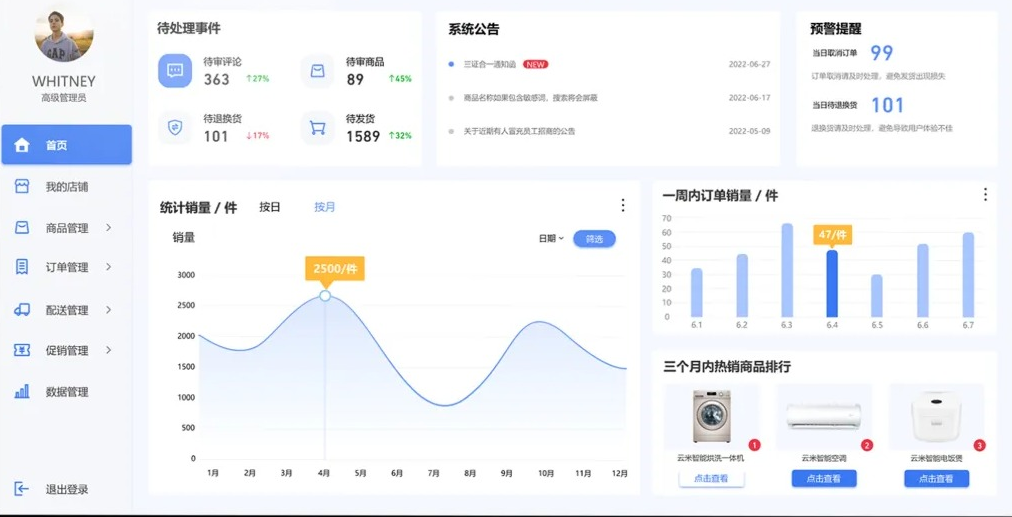 GAP
WHITNEY
高级管理员
首页
我的店铺
商品管理
订单管理
配送管理
促销管理
数据管理
退出登录
待处理事件
待审评论
363 ↑27%
待审商品
89 ↑45%
待退换货
101 ↓17%
待发货
1589 ↑32%
系统公告
三证合一通知函 NEW 2022-06-27
商品名称如果包含敏感词，搜索将会屏蔽 2022-06-17
关于近期有人冒充员工招商的公告 2022-05-09
预警提醒
当日取消订单 99
订单取消请及时处理，避免发货出现损失
当日待退换货 101
退换货请及时处理，避免导致用户体验不佳
统计销量 / 件 按日 按月
销量 日期 筛选
2500/件
3000
2500
2000
1500
1000
500
0
1月 2月 3月 4月 5月 6月 7月 8月 9月 10月 11月 12月
一周内订单销量 / 件
47/件
70
60
50
40
30
20
10
0
6.1 6.2 6.3 6.4 6.5 6.6 6.7
三个月内热销商品排行
1 2 3
云米智能烘洗一体机 云米智能空调 云米智能电饭煲
点击查看 点击查看 点击查看